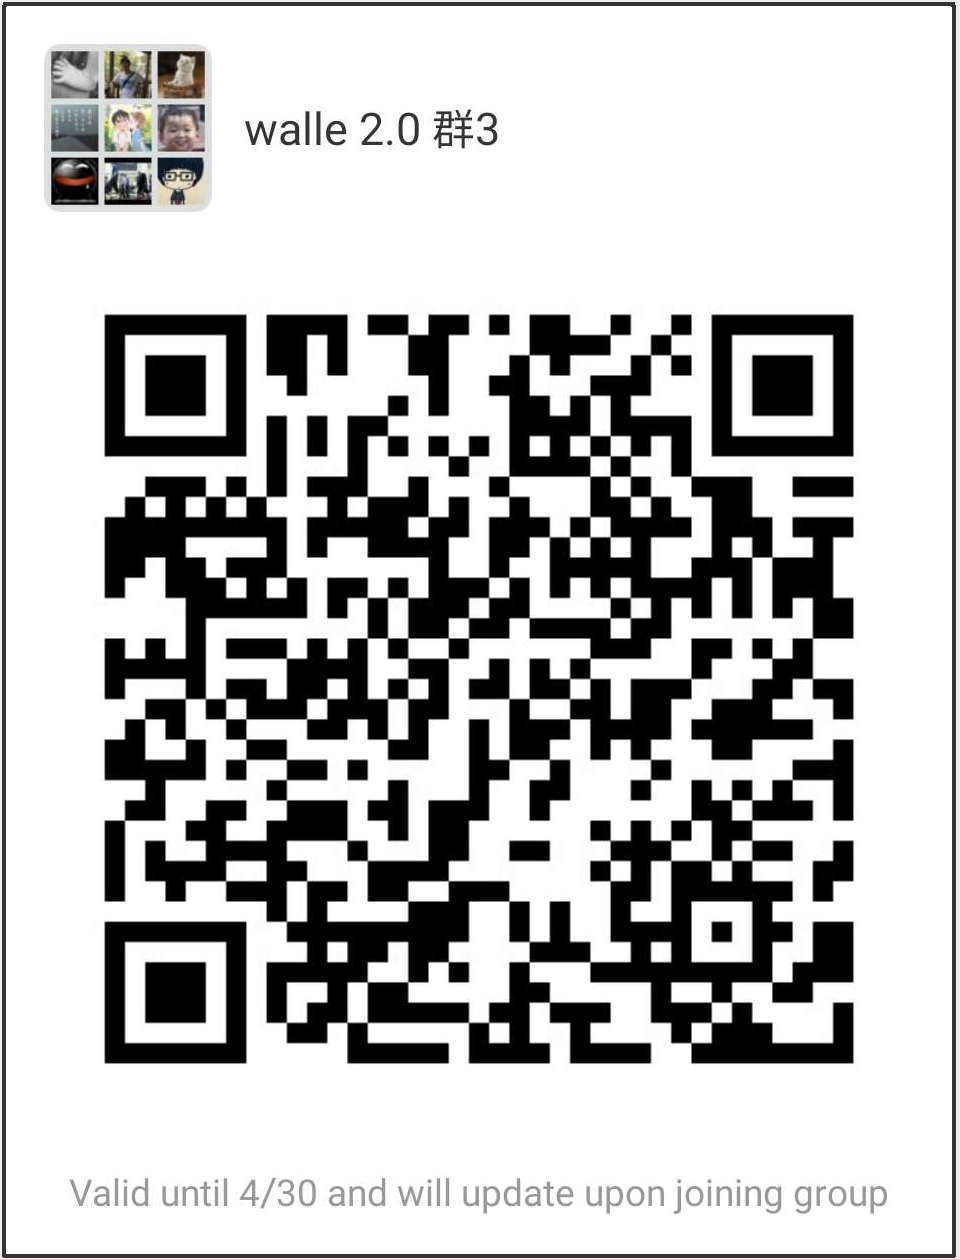 walle 2.0 群3
Valid until 4/30 and will update upon joining group